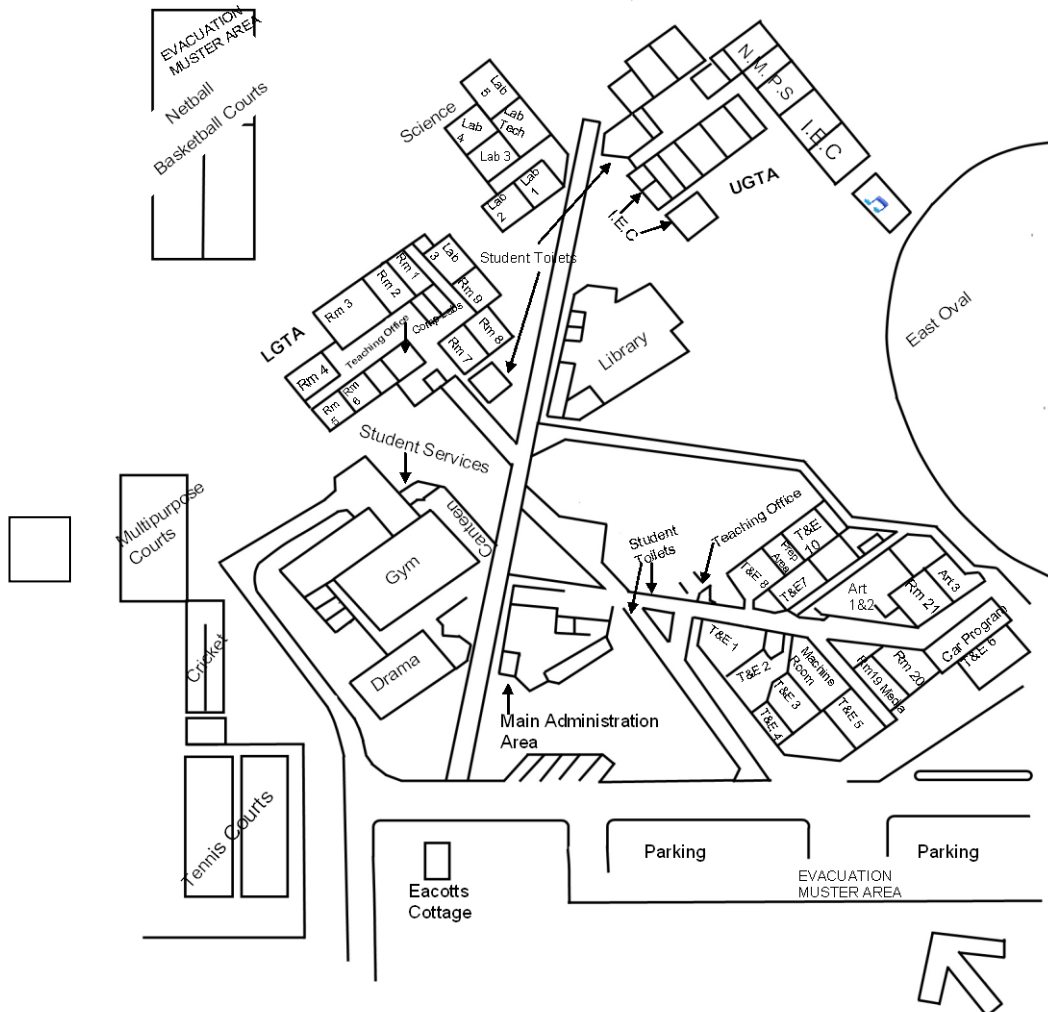 EVACUATION
MUSTER AREA
Netball
Basketball Courts
Science
Lab
5
Lab
Tech
Lab
4
Lab 3
Lab
1
Lab
2
N.M.P.S
I.E.C
UGTA
I.E.C
Student Toilets
East Oval
LGTA
Rm 1
Rm 2
Rm 3
Rm 4
Lab
3
Rm 9
Rm 8
Rm 7
Comp Labs
Teaching Office
Rm
6
Rm
5
Library
Student Services
Canteen
Gym
Drama
Multipurpose
Courts
Cricket
Tennis Courts
Student
Toilets
Teaching Office
T&E
10
Prep
Area
T&E 8
T&E7
Art
1&2
Rm 21
Art 3
Car Program
T&E 6
T&E 1
T&E 2
T&E 3
T&E 4
Machine
Room
T&E 5
Rm19 Media
Rm 20
Main Administration
Area
Parking
Parking
EVACUATION
MUSTER AREA
Eacotts
Cottage